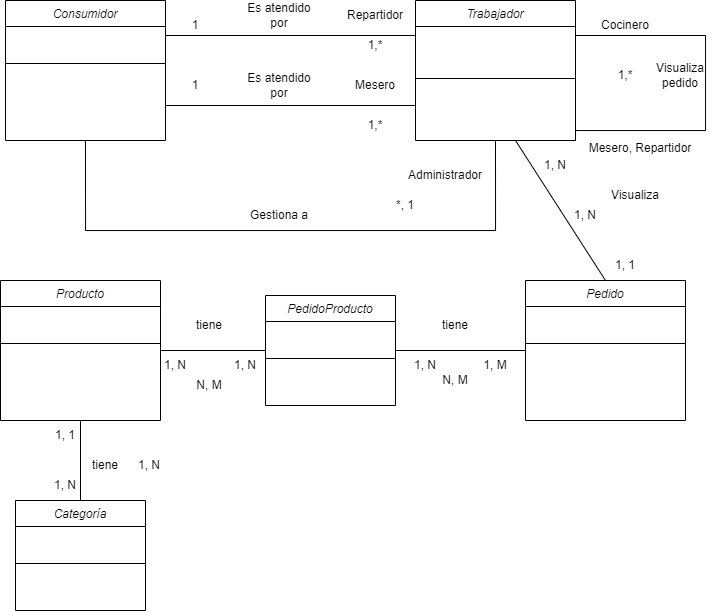 Consumidor
Es atendido
por
1
Repartidor
1,*
Trabajador
Cocinero
1
Es atendido
por
Mesero
1,*
1,*
Visualiza
pedido
Mesero, Repartidor
Administrador
*, 1
Gestiona a
1, N
Visualiza
1, N
1, 1
Producto
PedidoProducto
Pedido
tiene
1, N
1, N
N, M
tiene
1, N
1, M
N, M
1, 1
tiene
1, N
1, N
Categoría